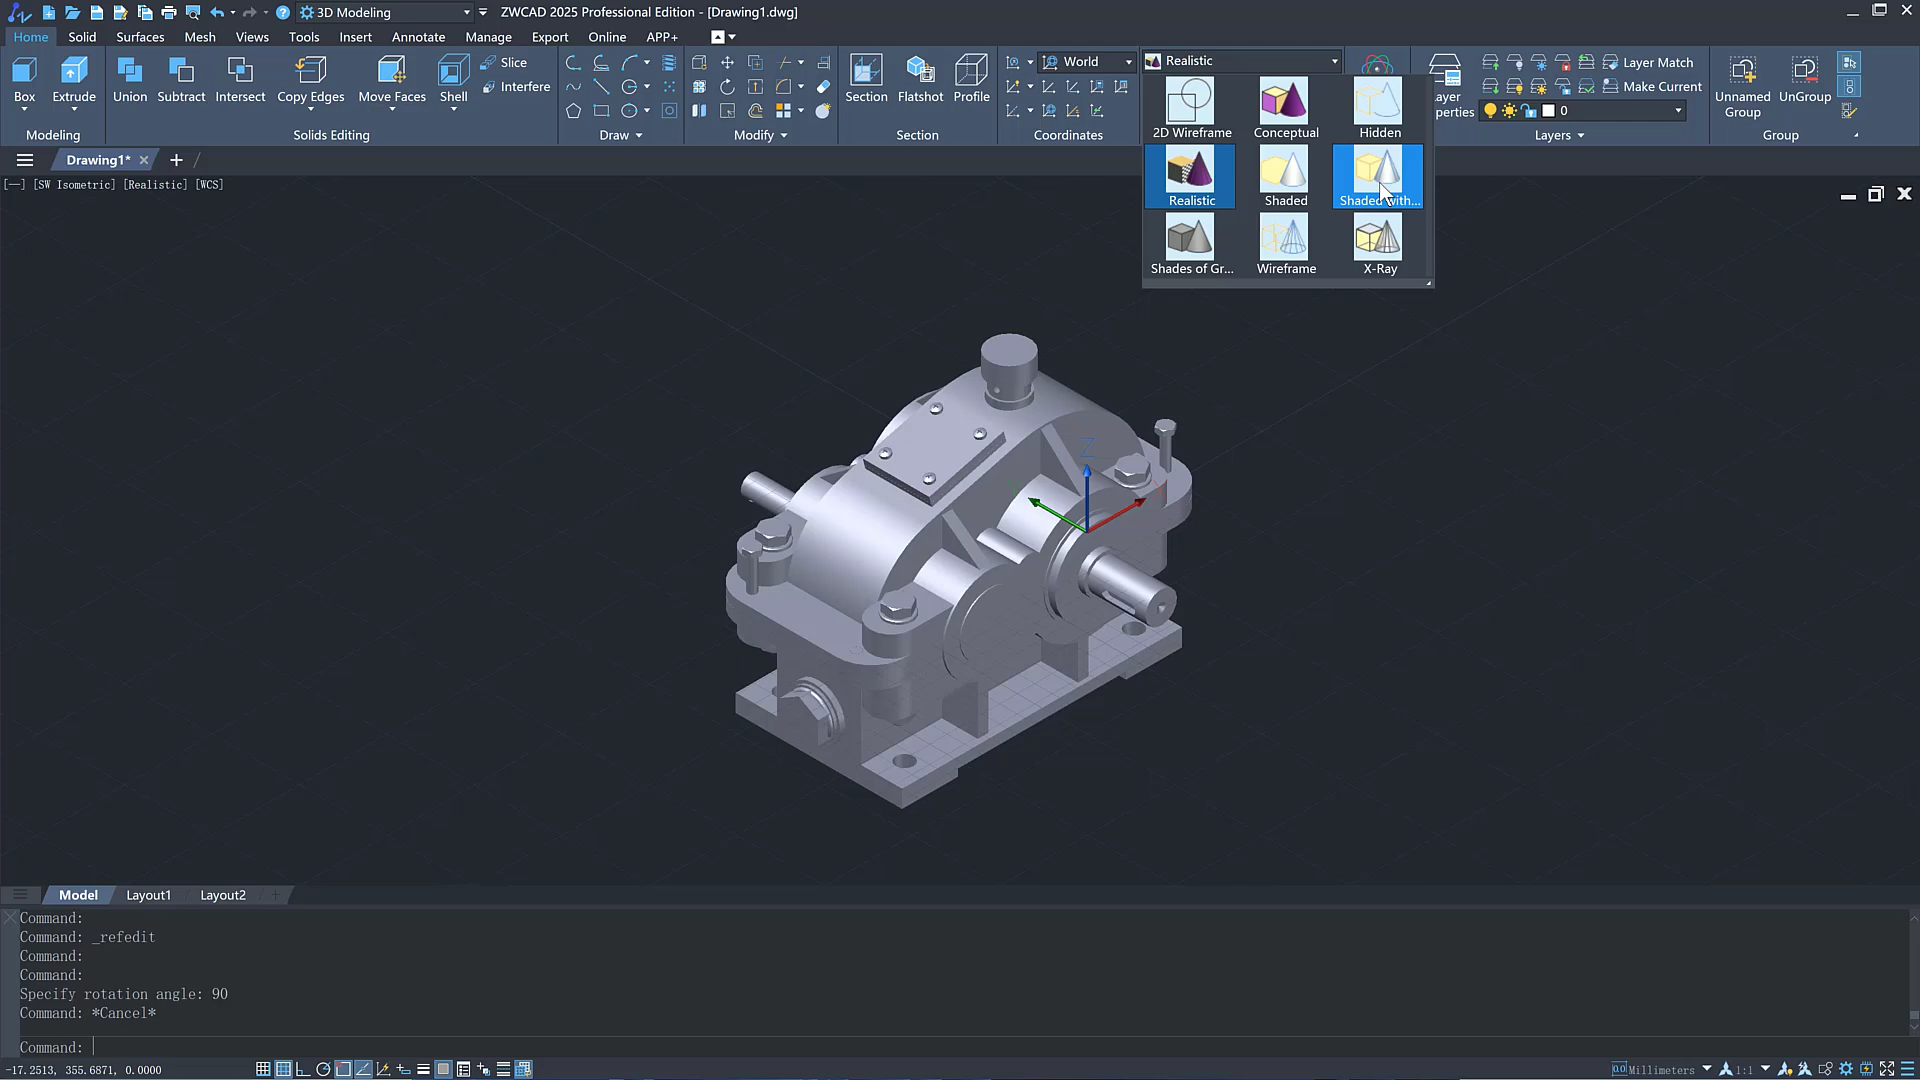 3D Modeling
ZWCAD 2025 Professional Edition - [Drawing1.dwg]
Home Solid Surfaces Mesh Views Tools Insert Annotate Manage Export Online APP+
Box
Extrude
Modeling
Union
Subtract
Intersect
Copy Edges
Move Faces
Shell
Slice
Interfere
Solids Editing
Draw
Modify
Section
Flatshot
Profile
Section
World
Coordinates
Realistic
2D Wireframe
Conceptual
Hidden
Realistic
Shaded
Shaded with...
Shades of Gr...
Wireframe
X-Ray
Layer Match
Make Current
0
Layers
Unnamed
Group
UnGroup
Group
Drawing1*
[—] [SW Isometric] [Realistic] [WCS]
Z
Model Layout1 Layout2
Command:
Command: _refedit
Command:
Command:
Specify rotation angle: 90
Command: *Cancel*
Command:
-17.2513, 355.6871, 0.0000
0.0 Millimeters
1:1